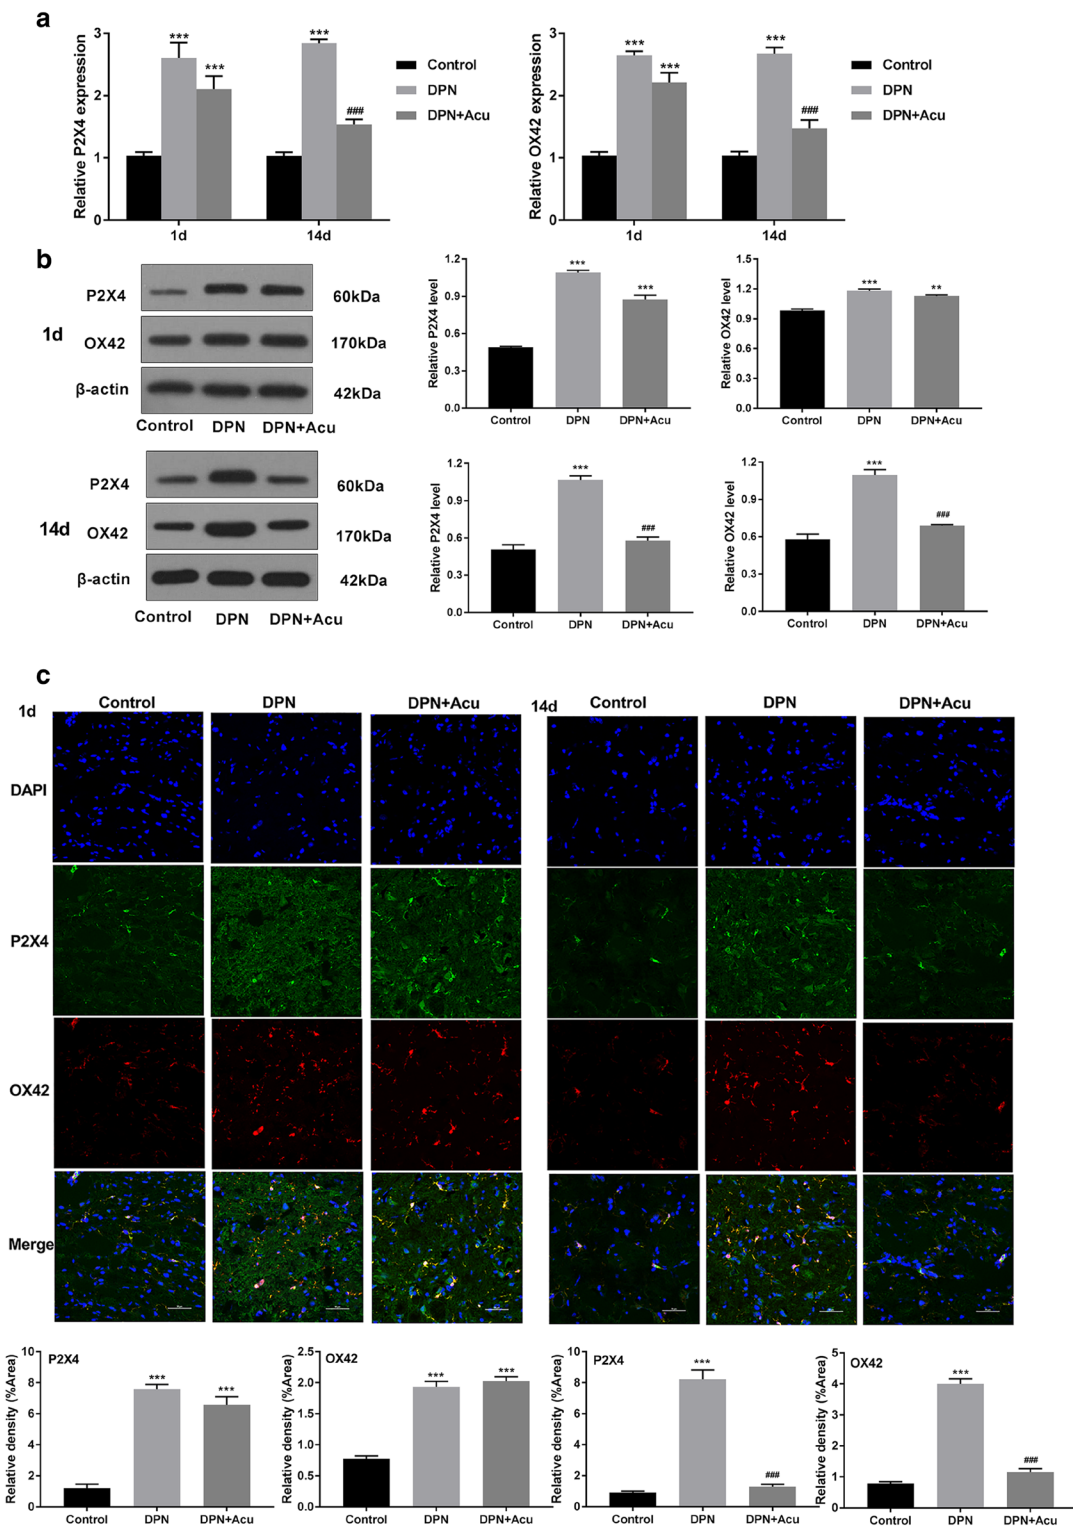 a
Relative P2X4 expression
3
2
1
0
***
***
***
###
1d
14d
Control
DPN
DPN+Acu
Relative OX42 expression
3
2
1
0
***
***
***
###
1d
14d
Control
DPN
DPN+Acu
b
1d
P2X4
60kDa
OX42
170kDa
β-actin
42kDa
Control DPN DPN+Acu
Relative P2X4 level
1.2
0.9
0.6
0.3
0.0
***
***
Control DPN DPN+Acu
Relative OX42 level
1.5
1.2
0.9
0.6
0.3
0.0
***
**
Control DPN DPN+Acu
14d
P2X4
60kDa
OX42
170kDa
β-actin
42kDa
Control DPN DPN+Acu
Relative P2X4 level
1.2
0.9
0.6
0.3
0.0
***
###
Control DPN DPN+Acu
Relative OX42 level
1.2
0.9
0.6
0.3
0.0
***
###
Control DPN DPN+Acu
c
1d
Control DPN DPN+Acu
14d
Control DPN DPN+Acu
DAPI
P2X4
OX42
Merge
P2X4
Relative density (%Area)
10
8
6
4
2
0
***
***
Control DPN DPN+Acu
OX42
Relative density (%Area)
2.5
2.0
1.5
1.0
0.5
0.0
***
***
Control DPN DPN+Acu
P2X4
Relative density (%Area)
10
8
6
4
2
0
***
###
Control DPN DPN+Acu
OX42
Relative density (%Area)
5
4
3
2
1
0
***
###
Control DPN DPN+Acu